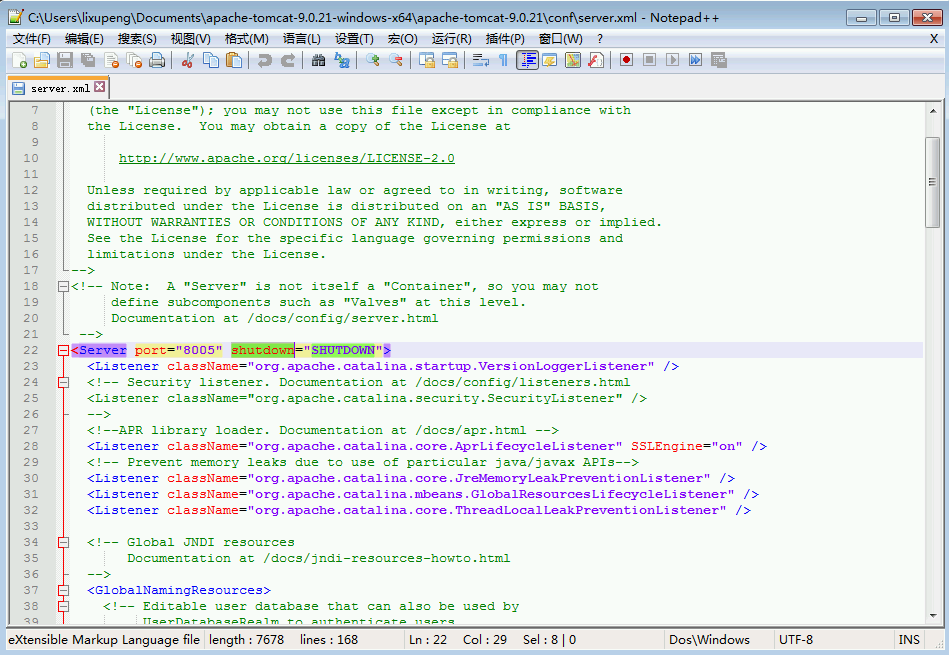 C:\Users\lixupeng\Documents\apache-tomcat-9.0.21-windows-x64\apache-tomcat-9.0.21\conf\server.xml - Notepad++
文件(F) 编辑(E) 搜索(S) 视图(V) 格式(M) 语言(L) 设置(T) 宏(O) 运行(R) 插件(P) 窗口(W) ? X
server.xml
7 (the "License"); you may not use this file except in compliance with
8 the License.  You may obtain a copy of the License at
9
10 http://www.apache.org/licenses/LICENSE-2.0
11
12 Unless required by applicable law or agreed to in writing, software
13 distributed under the License is distributed on an "AS IS" BASIS,
14 WITHOUT WARRANTIES OR CONDITIONS OF ANY KIND, either express or implied.
15 See the License for the specific language governing permissions and
16 limitations under the License.
17 -->
18 <!-- Note:  A "Server" is not itself a "Container", so you may not
19 define subcomponents such as "Valves" at this level.
20 Documentation at /docs/config/server.html
21 -->
22 <Server port="8005" shutdown="SHUTDOWN">
23 <Listener className="org.apache.catalina.startup.VersionLoggerListener" />
24 <!-- Security listener. Documentation at /docs/config/listeners.html
25 <Listener className="org.apache.catalina.security.SecurityListener" />
26 -->
27 <!--APR library loader. Documentation at /docs/apr.html -->
28 <Listener className="org.apache.catalina.core.AprLifecycleListener" SSLEngine="on" />
29 <!-- Prevent memory leaks due to use of particular java/javax APIs-->
30 <Listener className="org.apache.catalina.core.JreMemoryLeakPreventionListener" />
31 <Listener className="org.apache.catalina.mbeans.GlobalResourcesLifecycleListener" />
32 <Listener className="org.apache.catalina.core.ThreadLocalLeakPreventionListener" />
33
34 <!-- Global JNDI resources
35 Documentation at /docs/jndi-resources-howto.html
36 -->
37 <GlobalNamingResources>
38 <!-- Editable user database that can also be used by
39 UserDatabaseRealm to authenticate users
eXtensible Markup Language file length : 7678 lines : 168 Ln : 22 Col : 29 Sel : 8 | 0 Dos\Windows UTF-8 INS